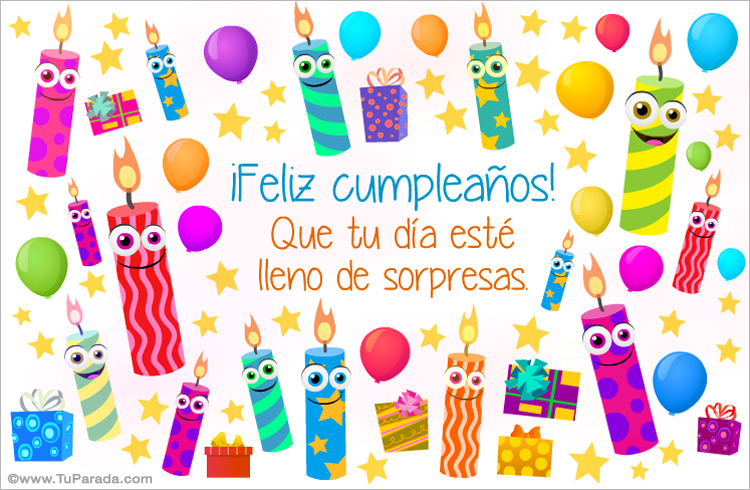 ¡Feliz cumpleaños!
Que tu día esté
lleno de sorpresas.
©www.TuParada.com